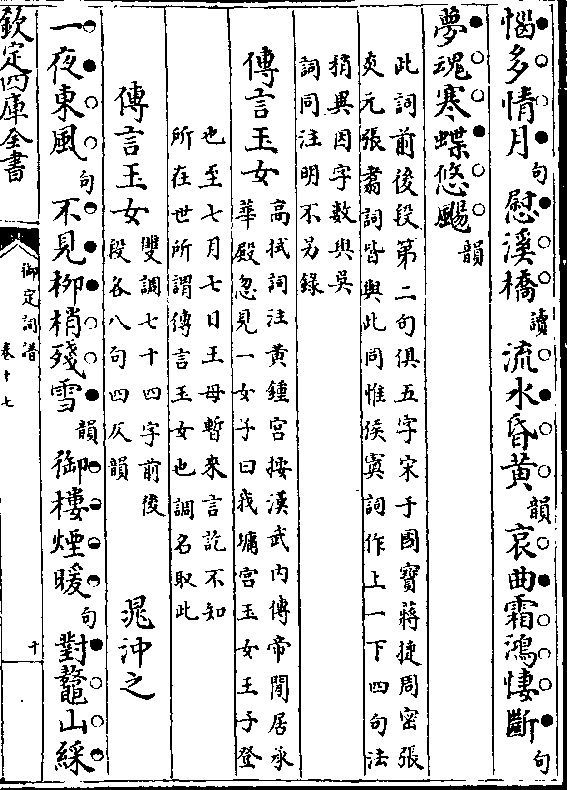 惱多情月句慰溪橋讀流水昏黄韻哀曲霜鴻悽斷句
夢魂寒蝶悠颺韻
此詞前後段第二句俱五字宋于國寳蔣捷周密張
炎元張翥詞皆與此同惟侯寘詞作上一下四句法
稍異因字數與吳
詞同注明不另錄
傳言玉女
高拭詞注黄鍾宫按漢武内傳帝閒居承
華殿忽見一女子曰我墉宫玉女王子登
也至七月七日王母暫來言訖不知
所在世所謂傳言玉女也調名取此
傳言玉女
雙調七十四字前後
段各八句四仄韻
晁沖之
一夜東風句不見栁梢殘雪韻御樓煙暖句對鼇山綵
欽定四庫全書
御定詞譜
卷十七
十